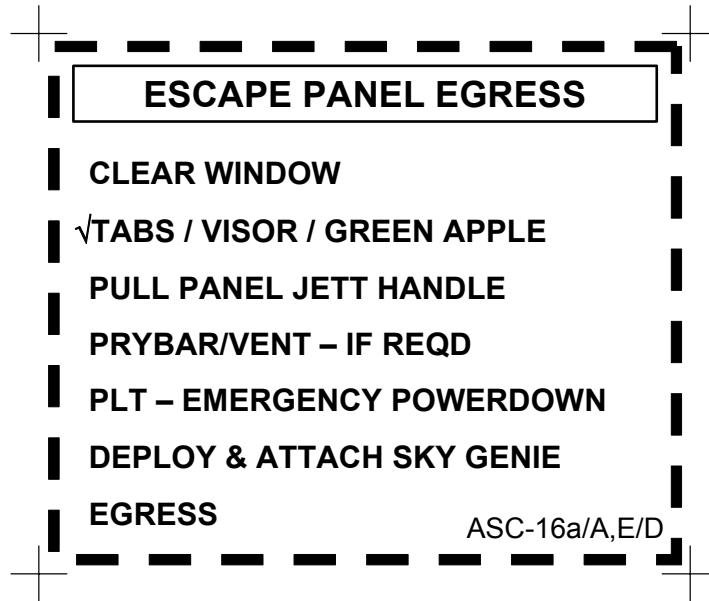 ESCAPE PANEL EGRESS
CLEAR WINDOW
√TABS / VISOR / GREEN APPLE
PULL PANEL JETT HANDLE
PRYBAR/VENT – IF REQD
PLT – EMERGENCY POWERDOWN
DEPLOY & ATTACH SKY GENIE
EGRESS
ASC-16a/A,E/D